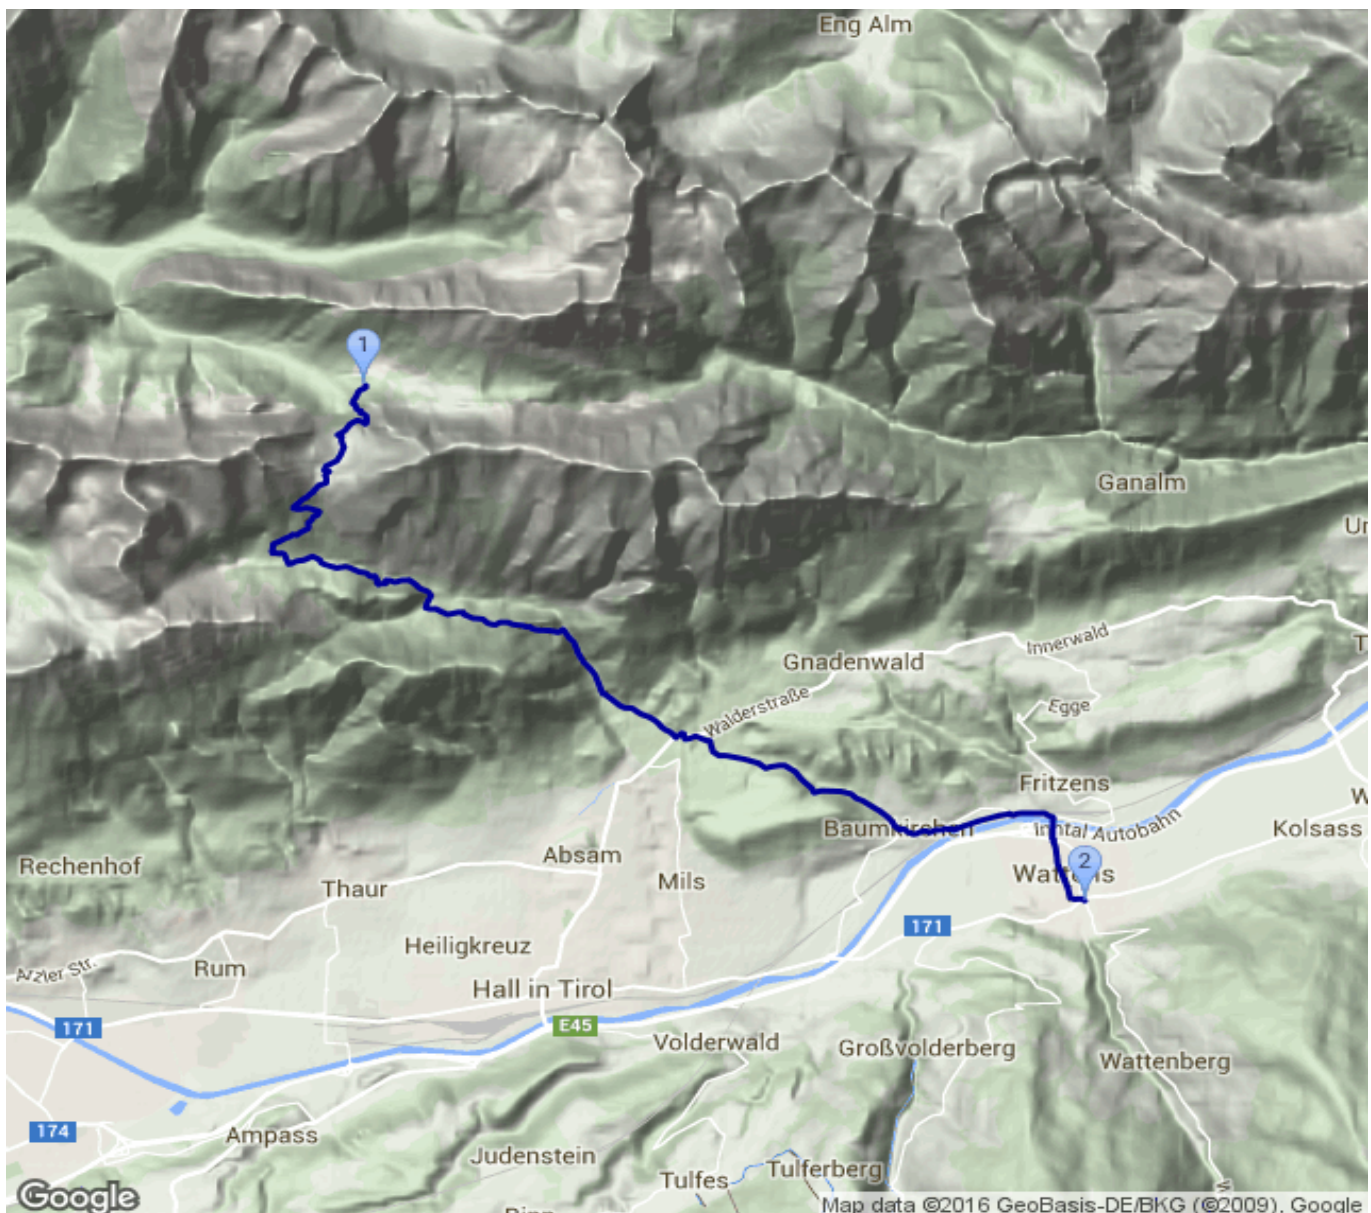 Eng Alm
1
Ganalm
Innerwald
Gnadenwald
Egge
Walderstraße
Fritzens
Baumkirchen
Inntal Autobahn
Kolsass
Absam
Rechenhof
Mils
2
Wattens
Thaur
171
Heiligkreuz
Arzler Str.
Rum
Hall in Tirol
171
E45
Volderwald
Großvolderberg
Wattenberg
174
Ampass
Judenstein
Tulferberg
Tulfes
Google
Map data ©2016 GeoBasis-DE/BKG (©2009), Google